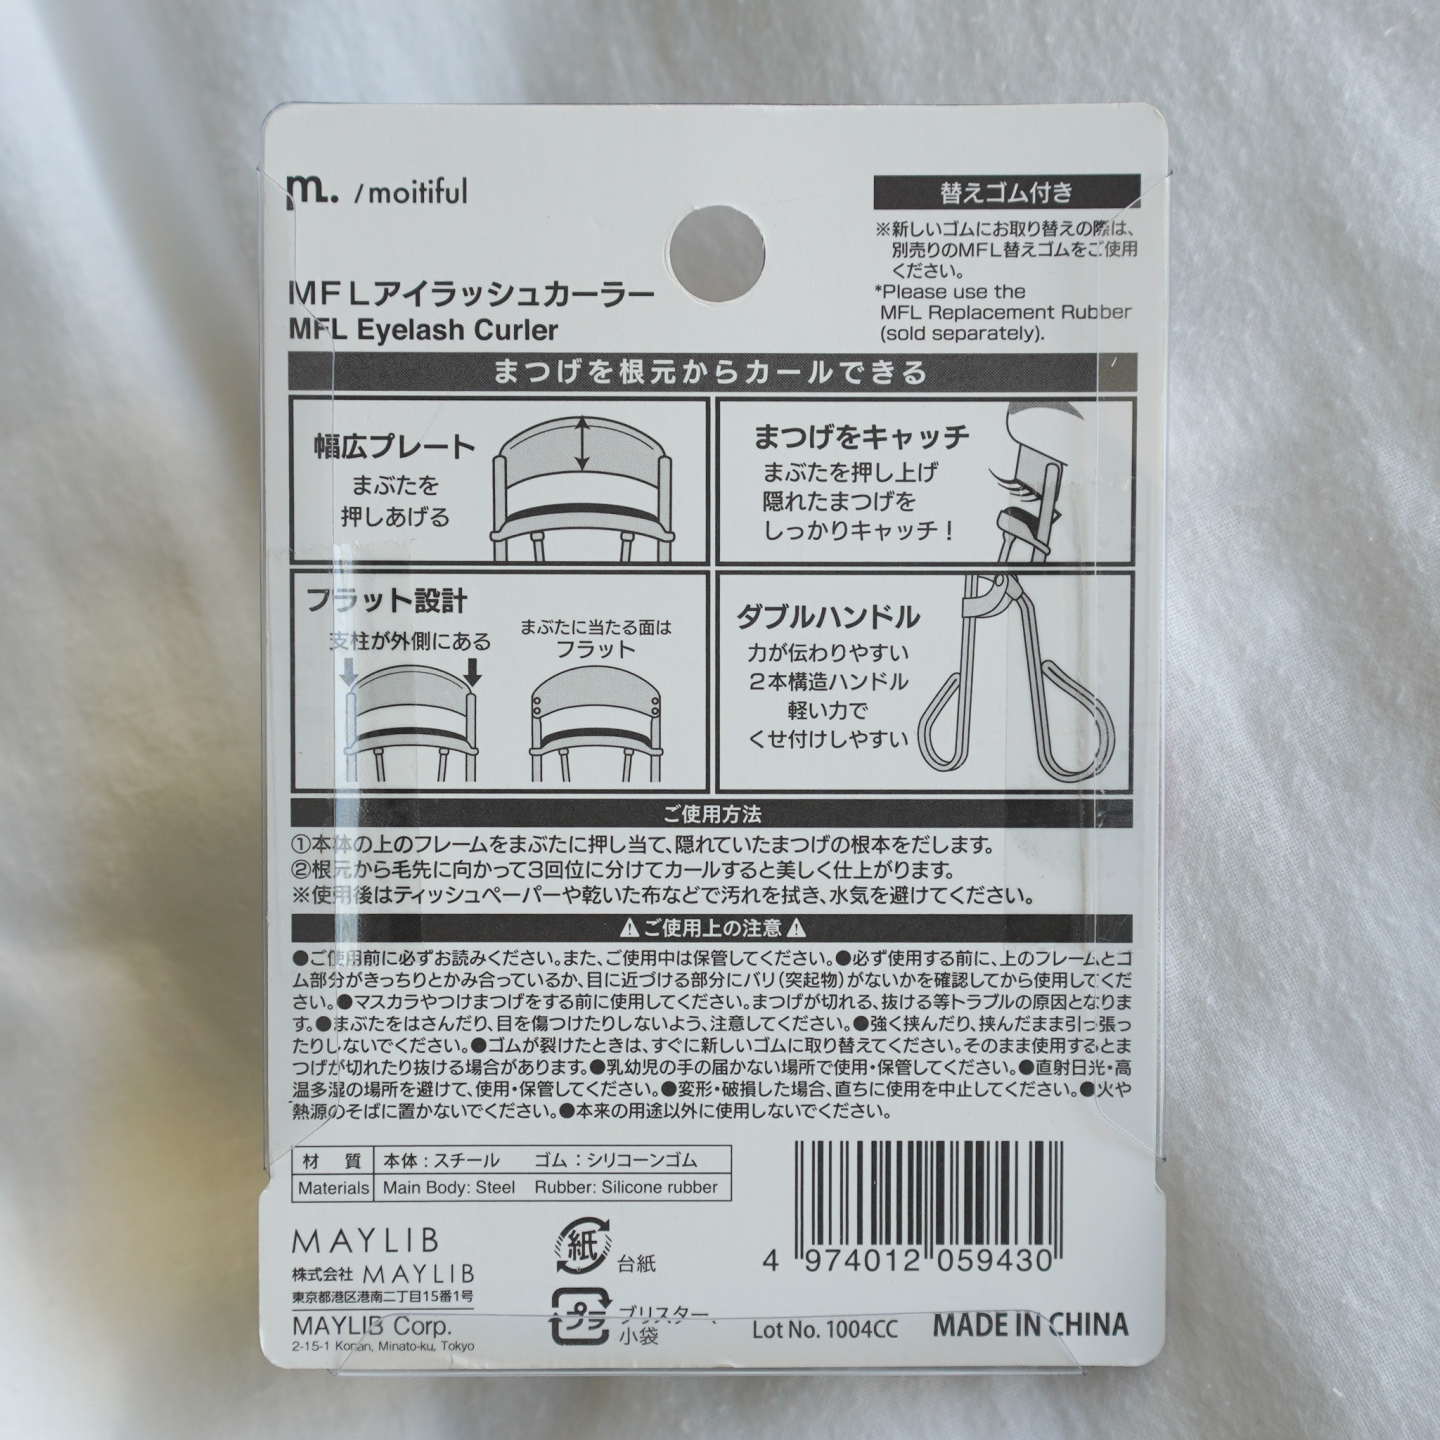 m. /moitiful
MFLアイラッシュカーラー
MFL Eyelash Curler
替えゴム付き
※新しいゴムにお取り替えの際は、
別売りのMFL替えゴムをご使用
ください。
*Please use the
MFL Replacement Rubber
(sold separately).
まつげを根元からカールできる
幅広プレート
まぶたを
押しあげる
まつげをキャッチ
まぶたを押し上げ
隠れたまつげを
しっかりキャッチ!
フラット設計
支柱が外側にある
まぶたに当たる面は
フラット
ダブルハンドル
力が伝わりやすい
2本構造ハンドル
軽い力で
くせ付けしやすい
ご使用方法
①本体の上のフレームをまぶたに押し当て、隠れていたまつげの根本をだします。
②根元から毛先に向かって3回位に分けてカールすると美しく仕上がります。
※使用後はティッシュペーパーや乾いた布などで汚れを拭き、水気を避けてください。
⚠ご使用上の注意⚠
●ご使用前に必ずお読みください。また、ご使用中は保管してください。●必ず使用する前に、上のフレームとゴ
ム部分がきっちりとかみ合っているか、目に近づける部分にバリ(突起物)がないかを確認してから使用してくだ
さい。●マスカラやつけまつげをする前に使用してください。まつげが切れる、抜ける等トラブルの原因となりま
す。●まぶたをはさんだり、目を傷つけたりしないよう、注意してください。●強く挟んだり、挟んだまま引っ張っ
たりしないでください。●ゴムが裂けたときは、すぐに新しいゴムに取り替えてください。そのまま使用するとま
つげが切れたり抜ける場合があります。●乳幼児の手の届かない場所で使用・保管してください。●直射日光・高
温多湿の場所を避けて、使用・保管してください。●変形・破損した場合、直ちに使用を中止してください。●火や
熱源のそばに置かないでください。●本来の用途以外に使用しないでください。
材 質 本体:スチール ゴム:シリコーンゴム
Materials Main Body: Steel Rubber: Silicone rubber
MAYLIB
株式会社 MAYLIB
東京都港区港南二丁目15番1号
MAYLIB Corp.
2-15-1 Konan, Minato-ku, Tokyo
紙 台紙
プラ ブリスター、
小袋
4 974012 059430
Lot No. 1004CC MADE IN CHINA